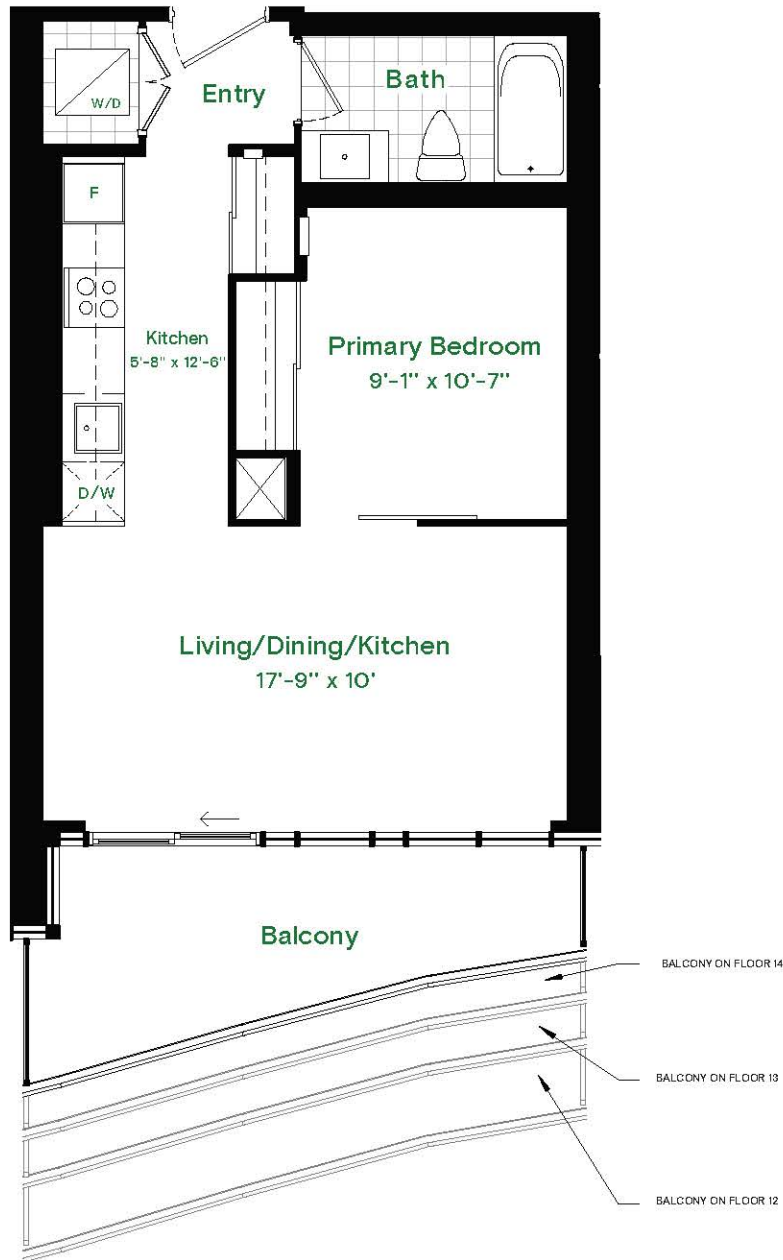 Bath
Entry
W/D
F
Kitchen
5'-8" x 12'-6"
Primary Bedroom
9'-1" x 10'-7"
D/W
Living/Dining/Kitchen
17'-9" x 10'
Balcony
BALCONY ON FLOOR 14
BALCONY ON FLOOR 13
BALCONY ON FLOOR 12